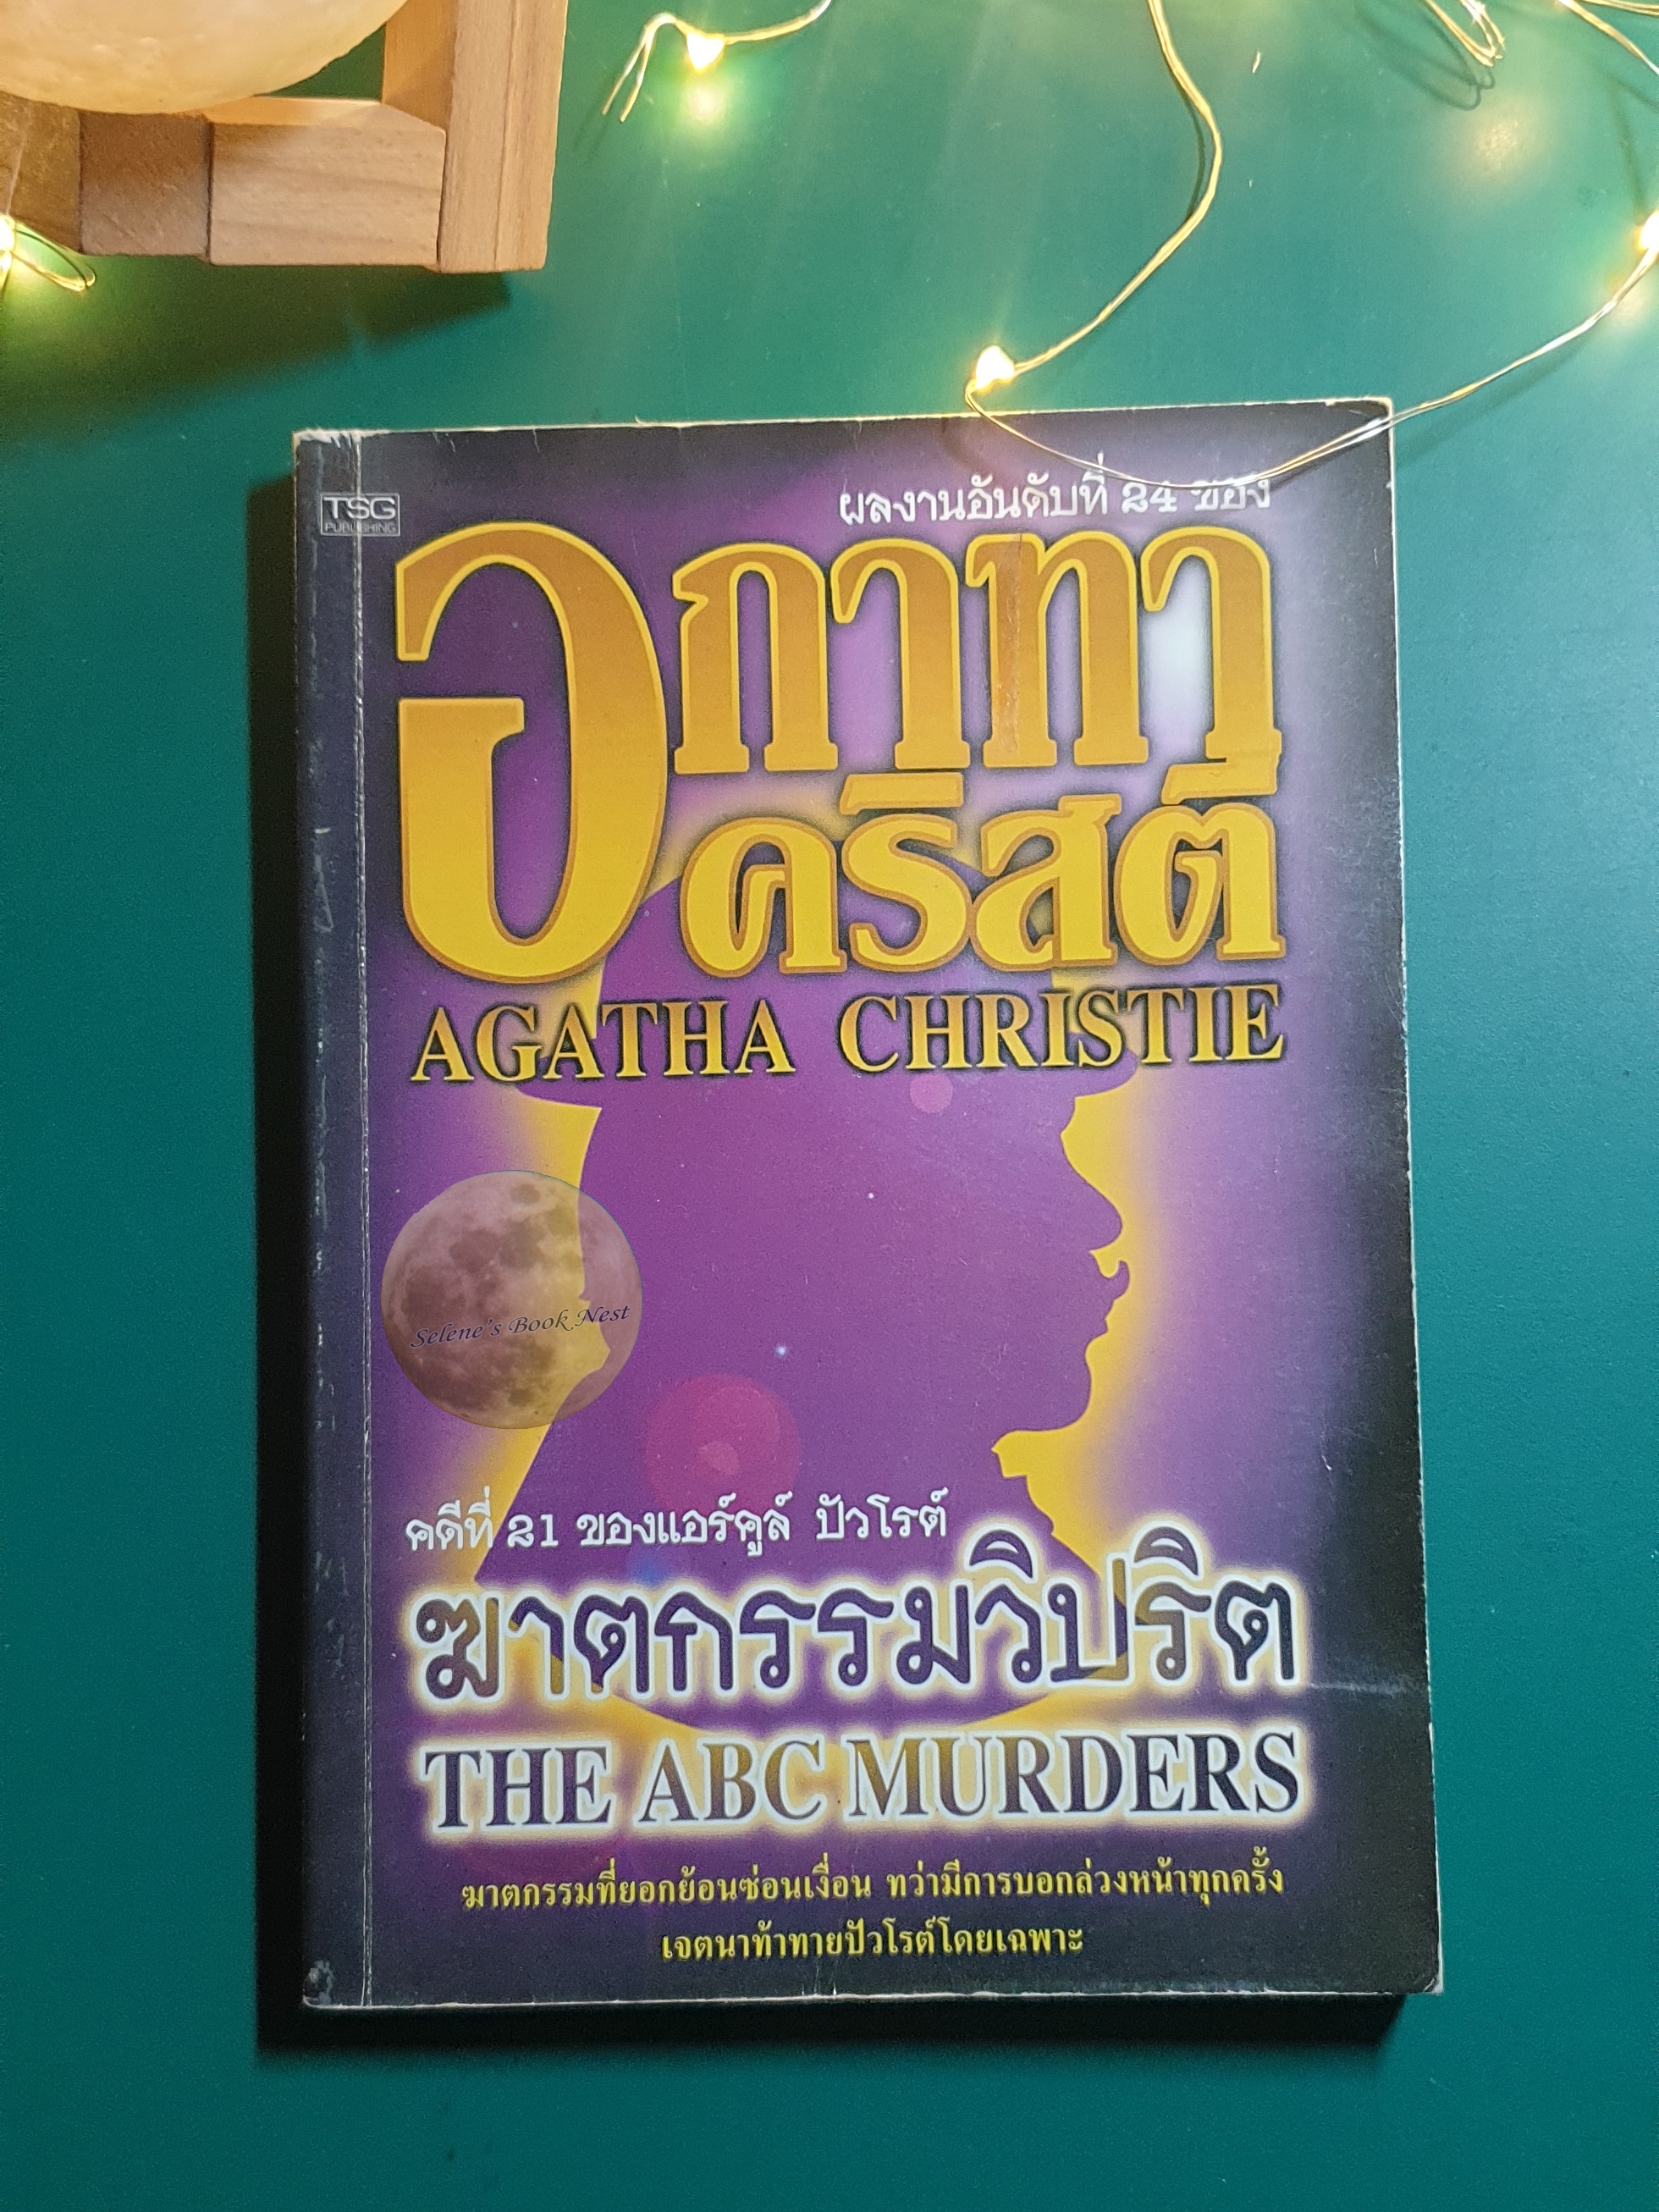 TSG
PUBLISHING
ผลงานอันดับที่ 24 ของ
อกาทา
คริสตี
AGATHA CHRISTIE
Selene's Book Nest
คดีที่ 21 ของแอร์คูล์ ปัวโรต์
ฆาตกรรมวิปริต
THE ABC MURDERS
ฆาตกรรมที่ยอกย้อนซ่อนเงื่อน ทว่ามีการบอกล่วงหน้าทุกครั้ง
เจตนาท้าทายปัวโรต์โดยเฉพาะ